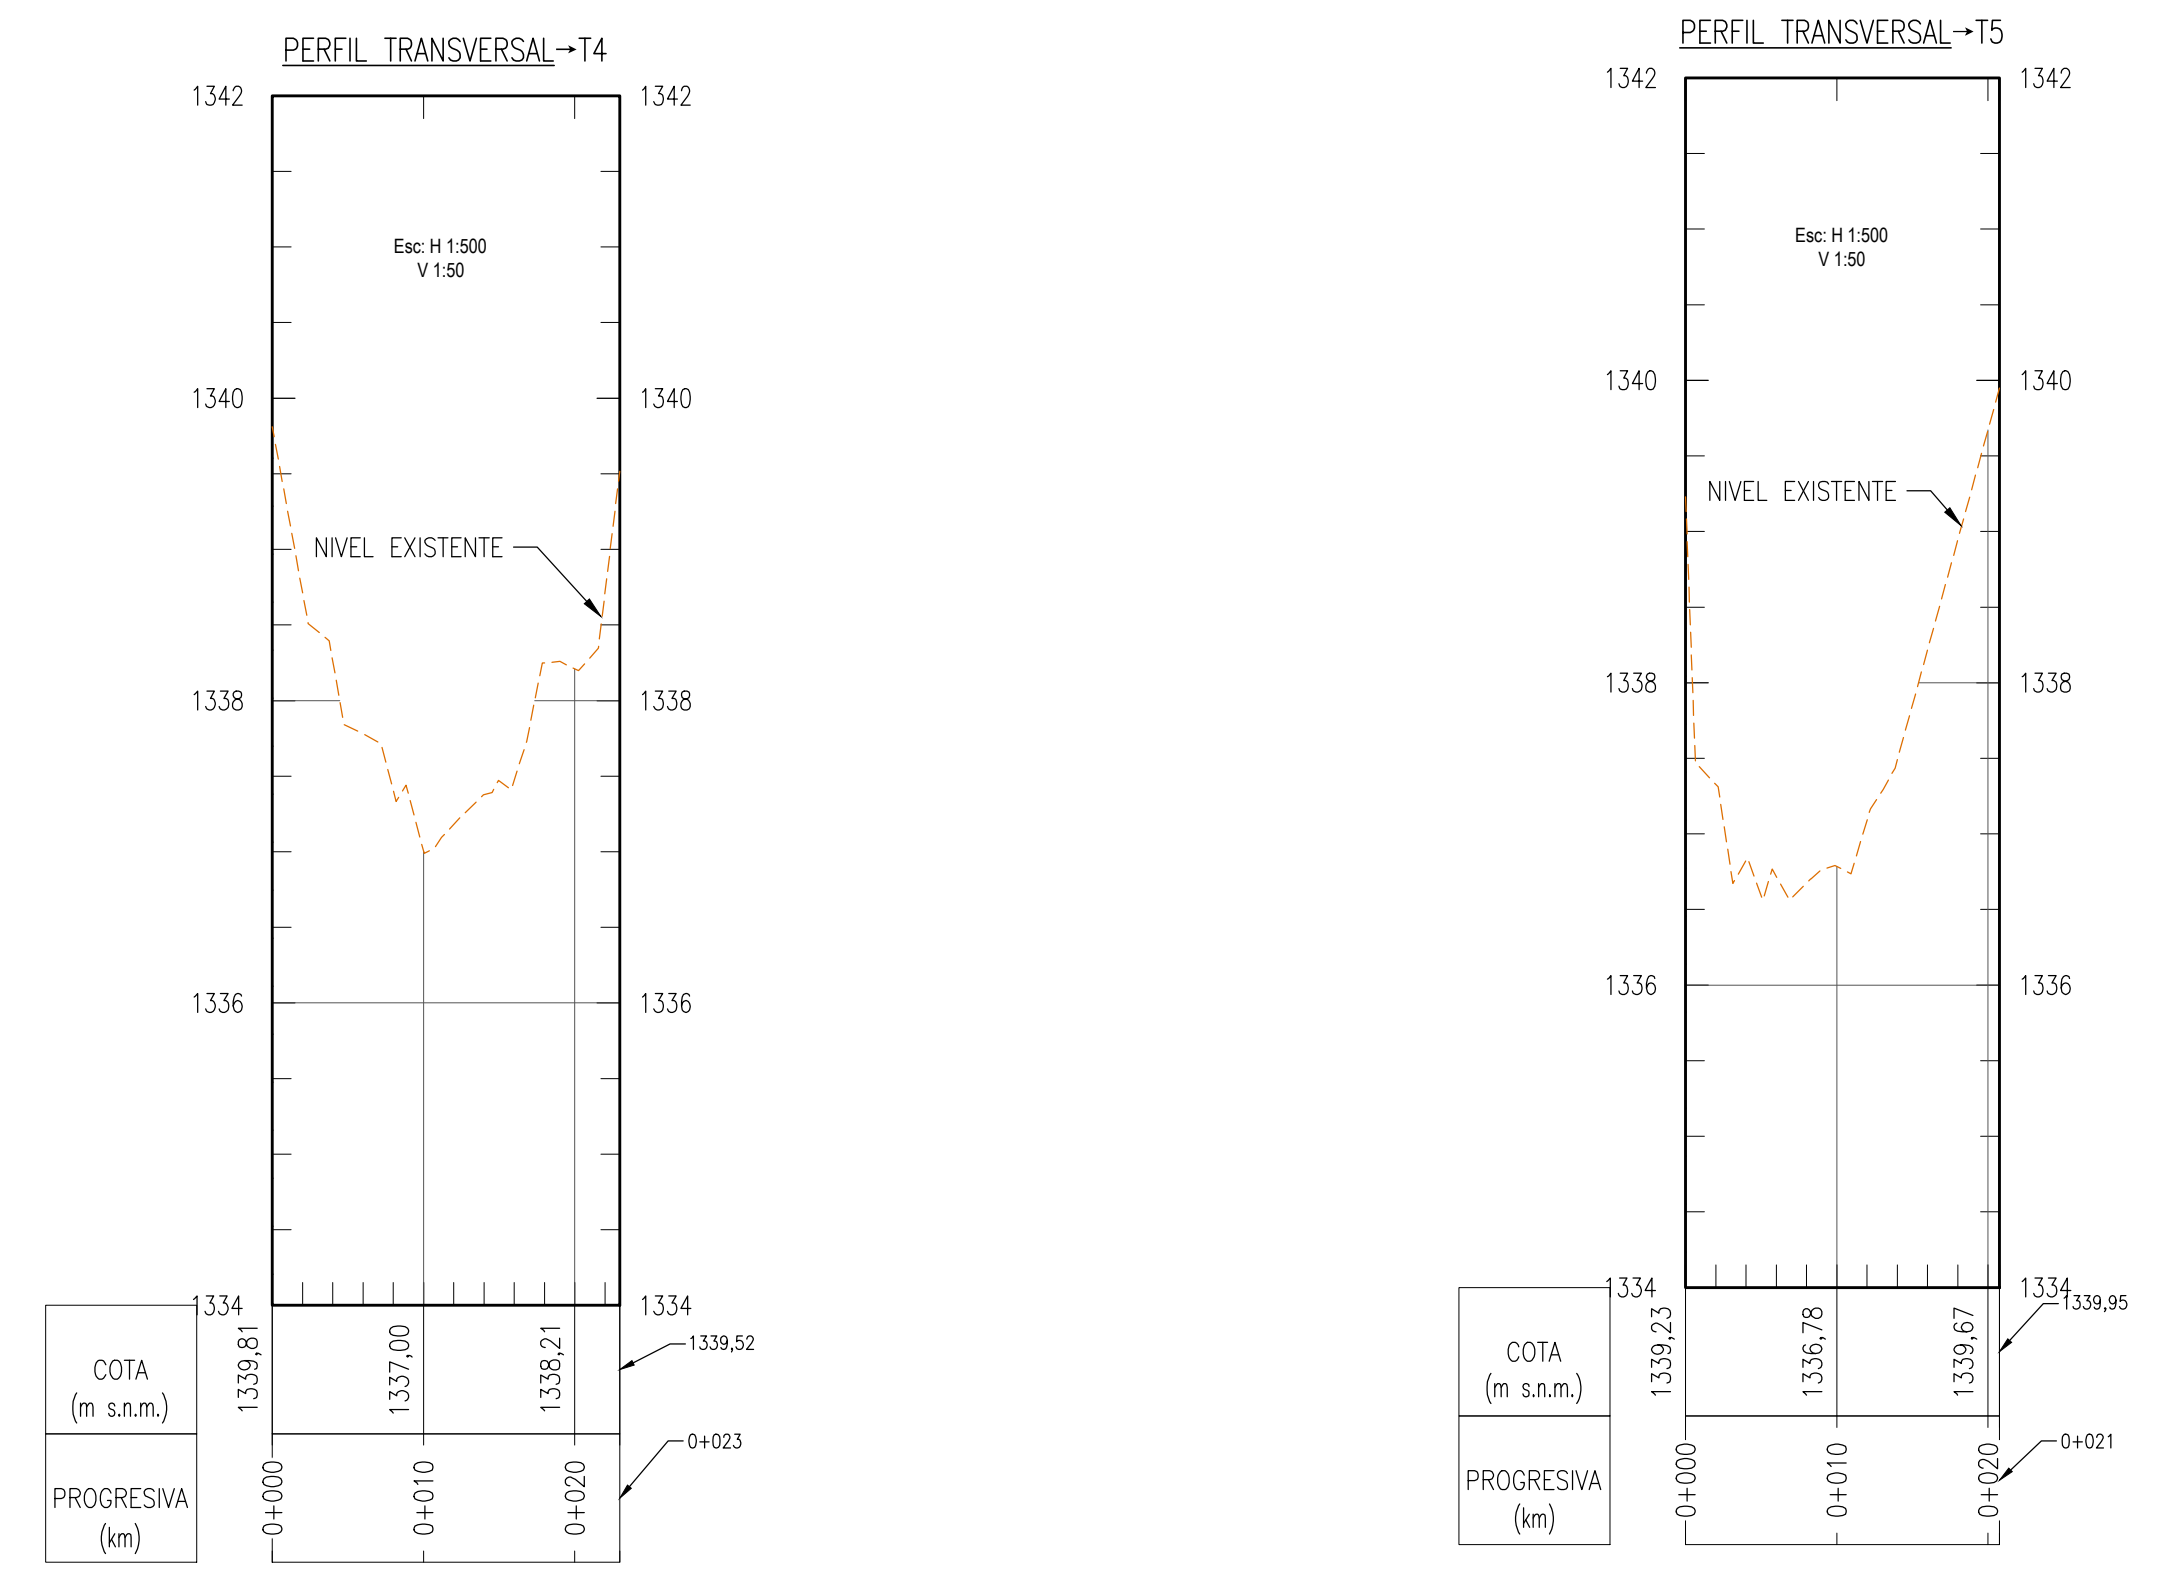 PERFIL TRANSVERSAL→T4
1342 1342
Esc: H 1:500
V 1:50
1340 1340
NIVEL EXISTENTE
1338 1338
1336 1336
1334 1334
COTA
(m s.n.m.)
1339,81 1337,00 1338,21 1339,52
PROGRESIVA
(km)
0+000 0+010 0+020 0+023
PERFIL TRANSVERSAL→T5
1342 1342
Esc: H 1:500
V 1:50
1340 1340
NIVEL EXISTENTE
1338 1338
1336 1336
1334 1334
COTA
(m s.n.m.)
1339,23 1336,78 1339,67 1339,95
PROGRESIVA
(km)
0+000 0+010 0+020 0+021